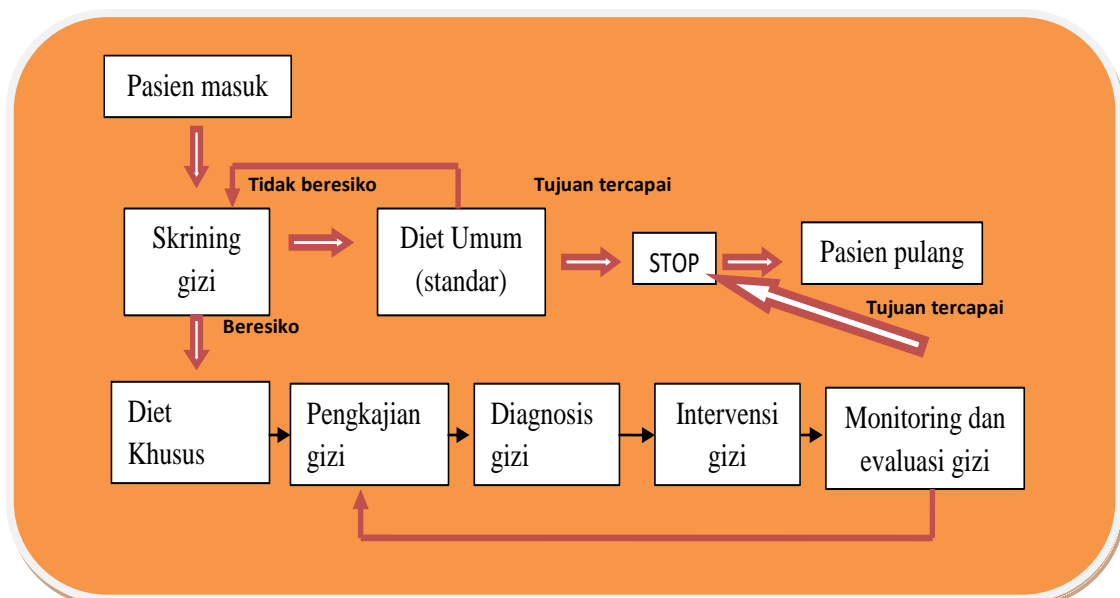 Pasien masuk
Tidak beresiko
Tujuan tercapai
Skrining
gizi
Diet Umum
(standar)
STOP
Pasien pulang
Beresiko
Tujuan tercapai
Diet
Khusus
Pengkajian
gizi
Diagnosis
gizi
Intervensi
gizi
Monitoring dan
evaluasi gizi